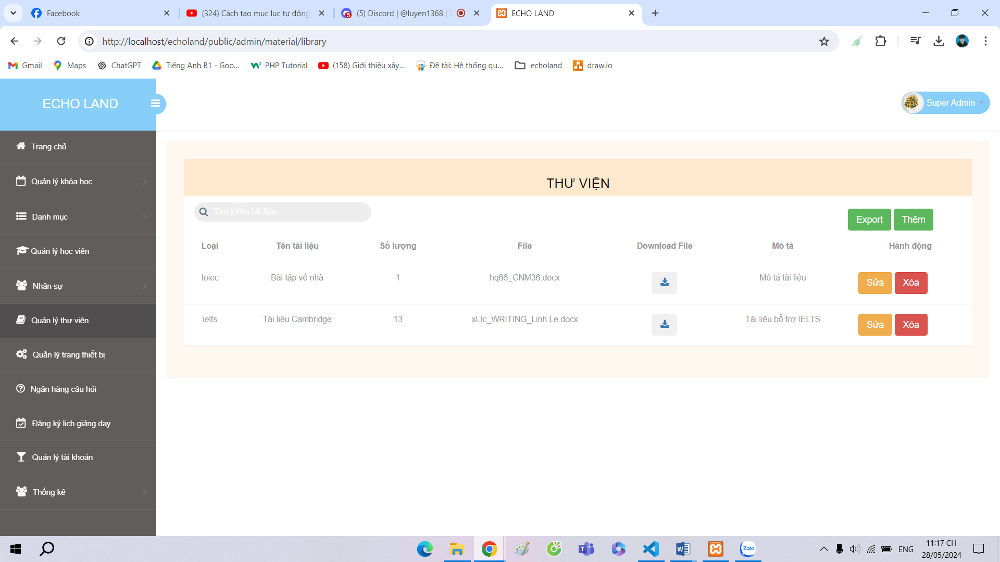 Facebook
(324) Cách tạo mục lục tự động
(5) Discord | @luyen1368 | S
ECHO LAND
http://localhost/echoland/public/admin/material/library
Gmail
Maps
ChatGPT
Tiếng Anh B1 - Goo...
PHP Tutorial
(158) Giới thiệu xây...
Đề tài: Hệ thống qu...
echoland
draw.io
ECHO LAND
Super Admin
Trang chủ
Quản lý khóa học
Danh mục
Quản lý học viên
Nhân sự
Quản lý thư viện
Quản lý trang thiết bị
Ngân hàng câu hỏi
Đăng ký lịch giảng dạy
Quản lý tài khoản
Thống kê
THƯ VIỆN
Tìm kiếm tài liệu
Export Thêm
Loại Tên tài liệu Số lượng File Download File Mô tả Hành động
toiec Bài tập về nhà 1 hq66_CNM36.docx Mô tả tài liệu Sửa Xóa
ielts Tài liệu Cambridge 13 xLIc_WRITING_Linh Le.docx Tài liệu bổ trợ IELTS Sửa Xóa
Zalo
ENG
11:17 CH
28/05/2024